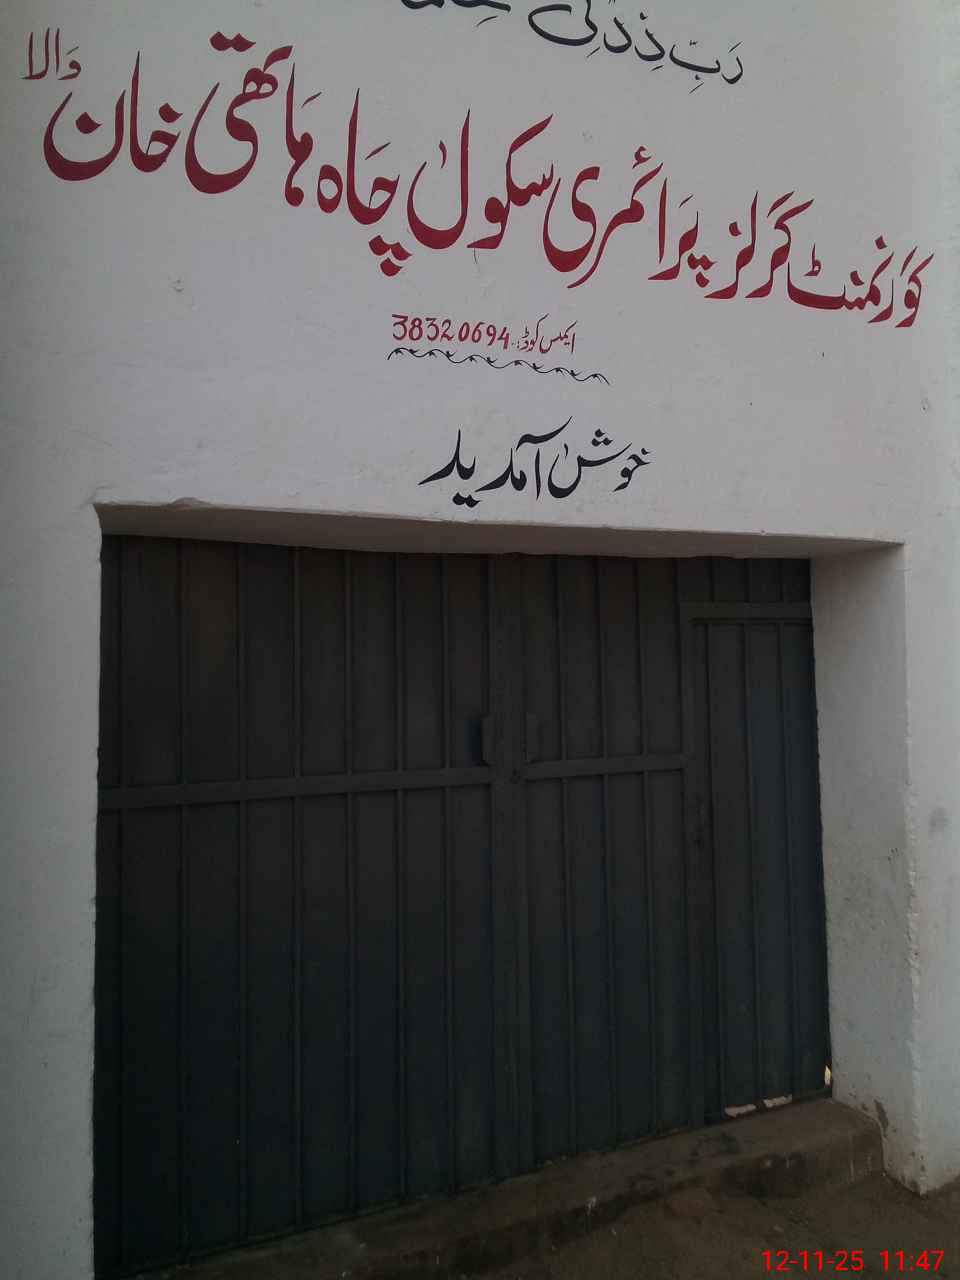 رَبِّ زِدْنِی عِلْمًا
گورنمنٹ گرلز پرائمری سکول چاہ ہاتھی خان والا
ایمس کوڈ: 38320694
خوش آمدید
12-11-25 11:47